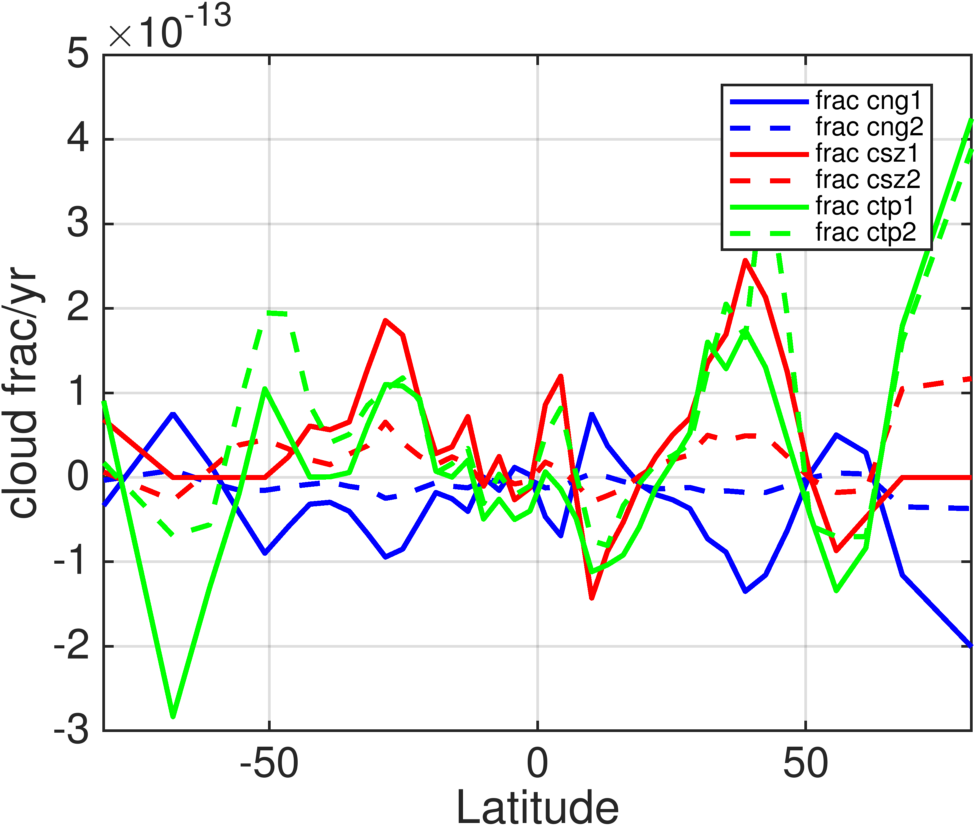 ×10^-13
5
4
3
2
1
0
-1
-2
-3
cloud frac/yr
frac cng1
frac cng2
frac csz1
frac csz2
frac ctp1
frac ctp2
-50
0
50
Latitude